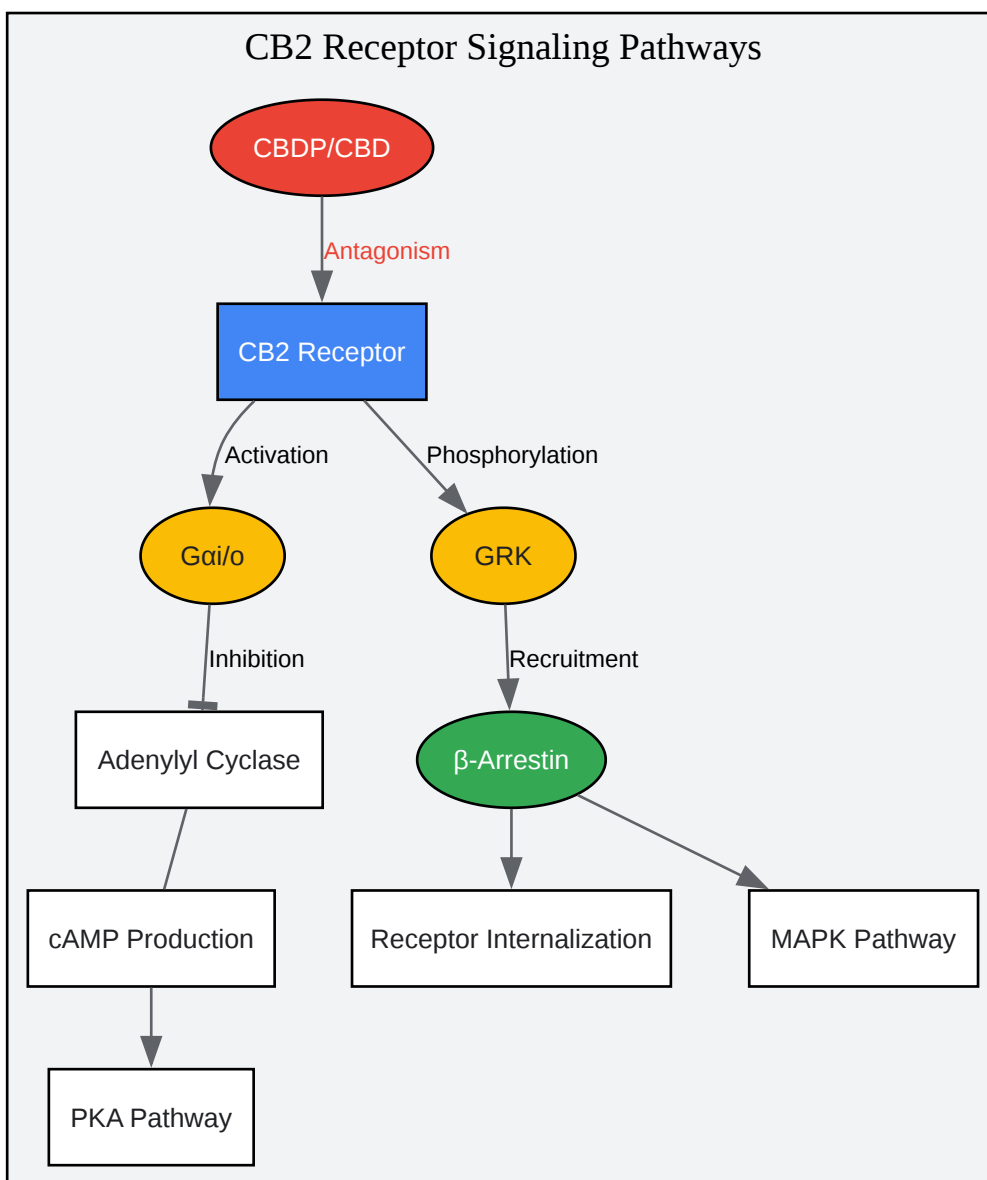 CB2 Receptor Signaling Pathways
CBDP/CBD
Antagonism
CB2 Receptor
Activation
Phosphorylation
Gαi/o
GRK
Inhibition
Recruitment
Adenylyl Cyclase
β-Arrestin
cAMP Production
Receptor Internalization
MAPK Pathway
PKA Pathway